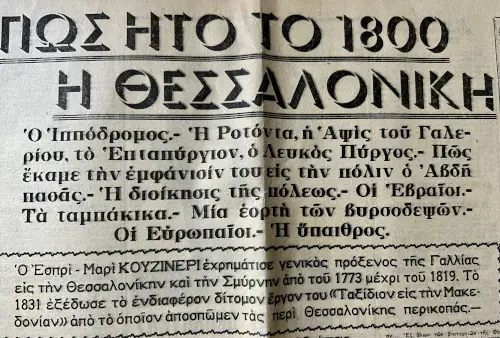 ΠΩΣ ΗΤΟ ΤΟ 1800
Η ΘΕΣΣΑΛΟΝΙΚΗ
Ὁ Ἱππόδρομος.- Ἡ Ροτόντα, ἡ Ἁψὶς τοῦ Γαλε-
ρίου, τὸ Ἑπταπύργιον, ὁ Λευκὸς Πύργος.- Πῶς
ἔκαμε τὴν ἐμφάνισίν του εἰς τὴν πόλιν ὁ Ἀβδῆ
πασᾶς.- Ἡ διοίκησις τῆς πόλεως.- Οἱ Ἑβραῖοι.-
Τὰ ταμπάκικα.- Μία ἑορτὴ τῶν βυρσοδεψῶν.-
Οἱ Εὐρωπαῖοι.- Ἡ ὕπαιθρος.
Ὁ Ἐσπρὶ - Μαρὶ ΚΟΥΖΙΝΕΡΙ ἐχρημάτισε γενικὸς πρόξενος τῆς Γαλλίας
εἰς τὴν Θεσσαλονίκην καὶ τὴν Σμύρνην ἀπὸ τοῦ 1773 μέχρι τοῦ 1819. Τὸ
1831 ἐξέδωσε τὸ ἐνδιαφέρον δίτομον ἔργον του «Ταξίδιον εἰς τὴν Μακε-
δονίαν» ἀπὸ τὸ ὁποῖον ἀποσπῶμεν τὰς περὶ Θεσσαλονίκης περικοπάς.—